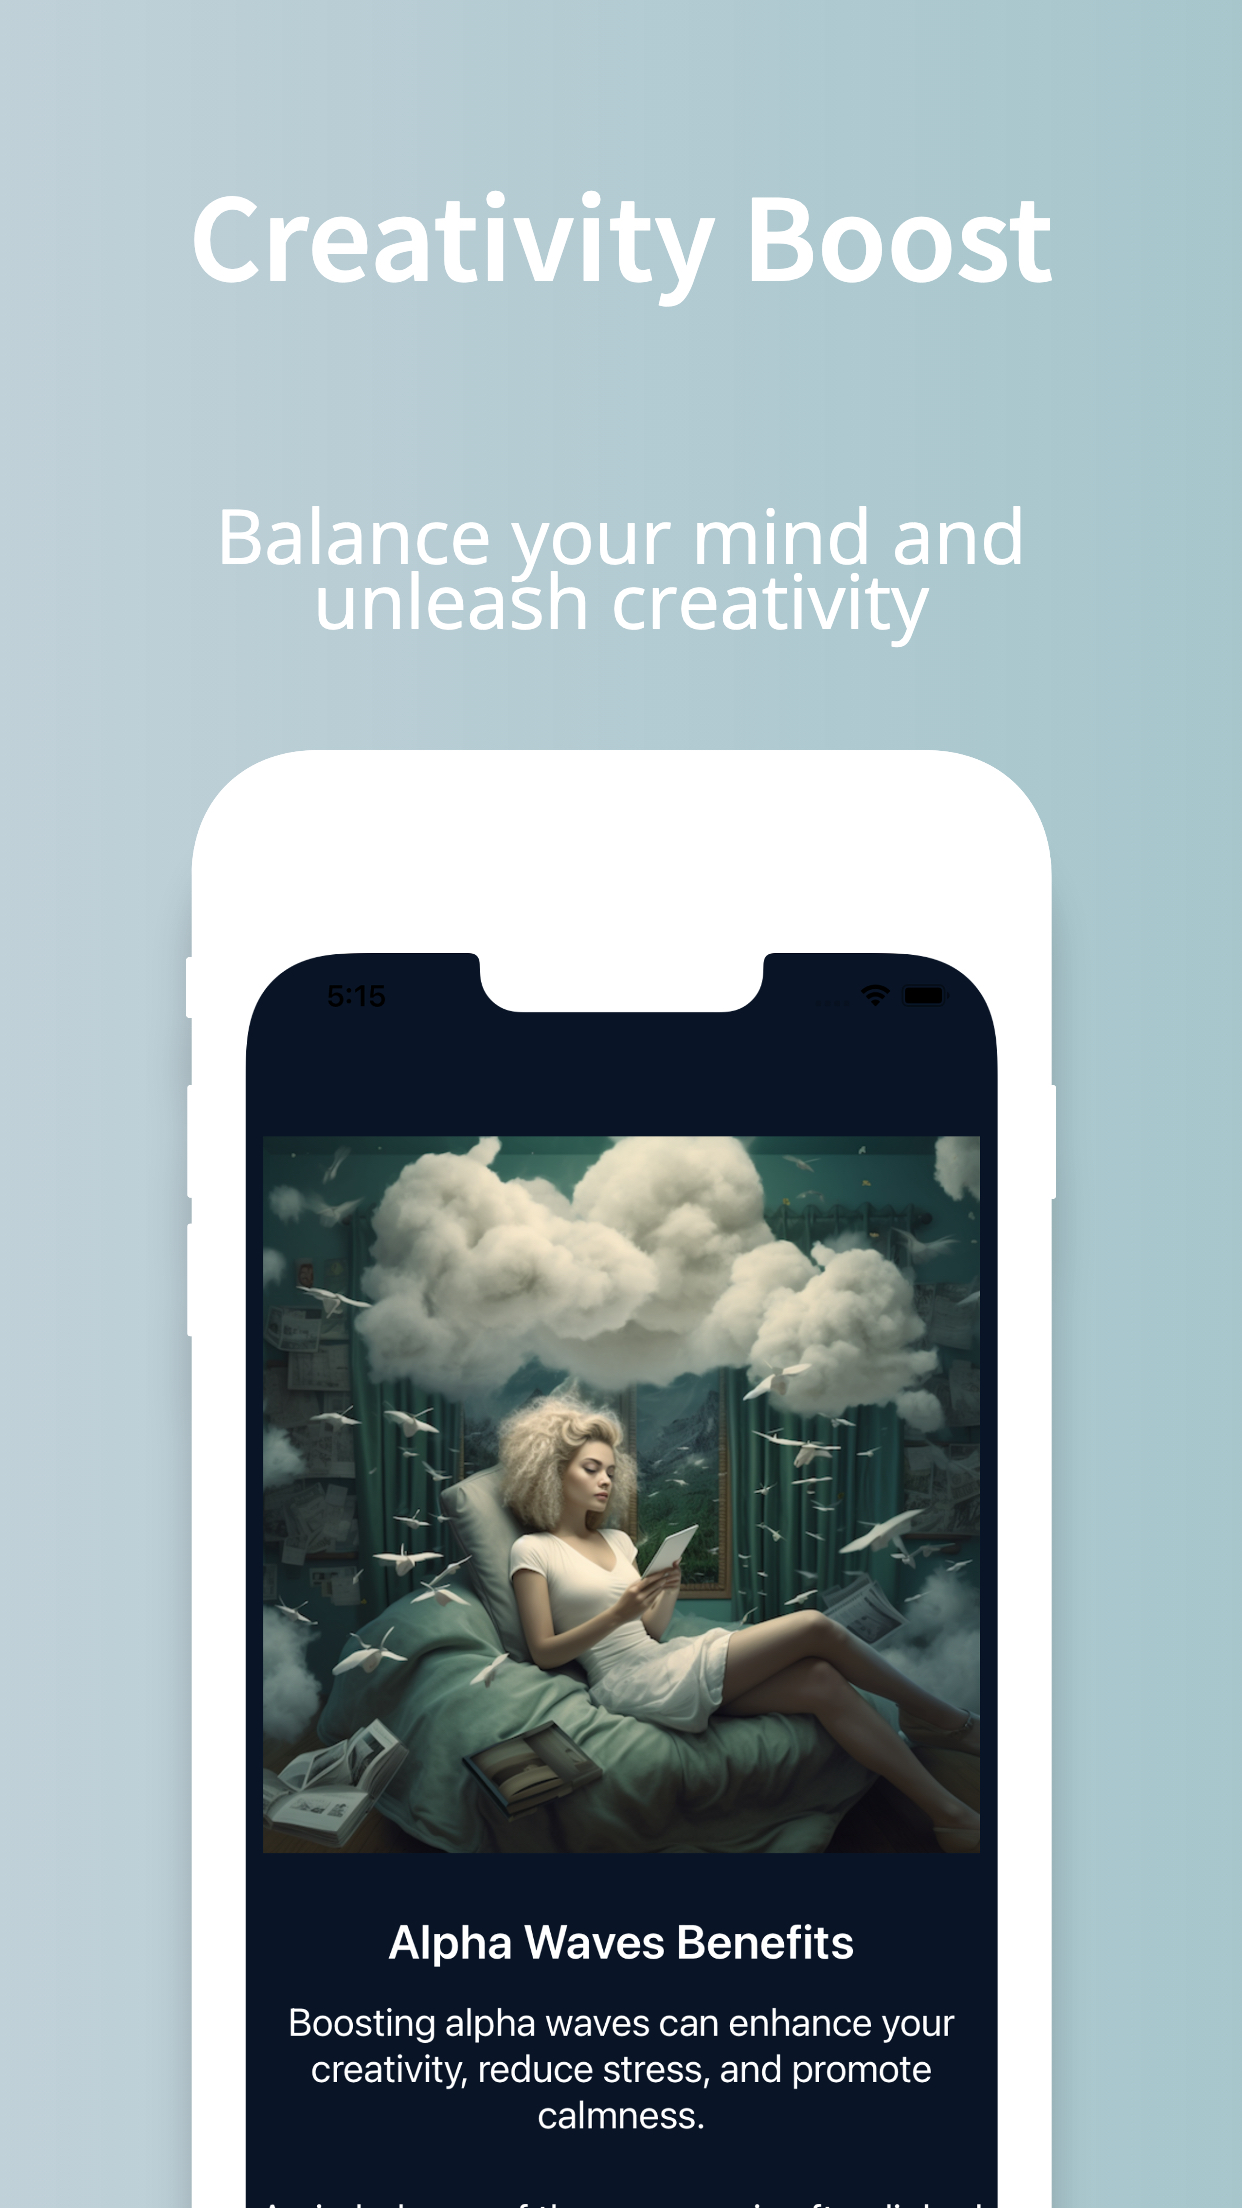 Creativity Boost
Balance your mind and
unleash creativity
5:15
Alpha Waves Benefits
Boosting alpha waves can enhance your
creativity, reduce stress, and promote
calmness.